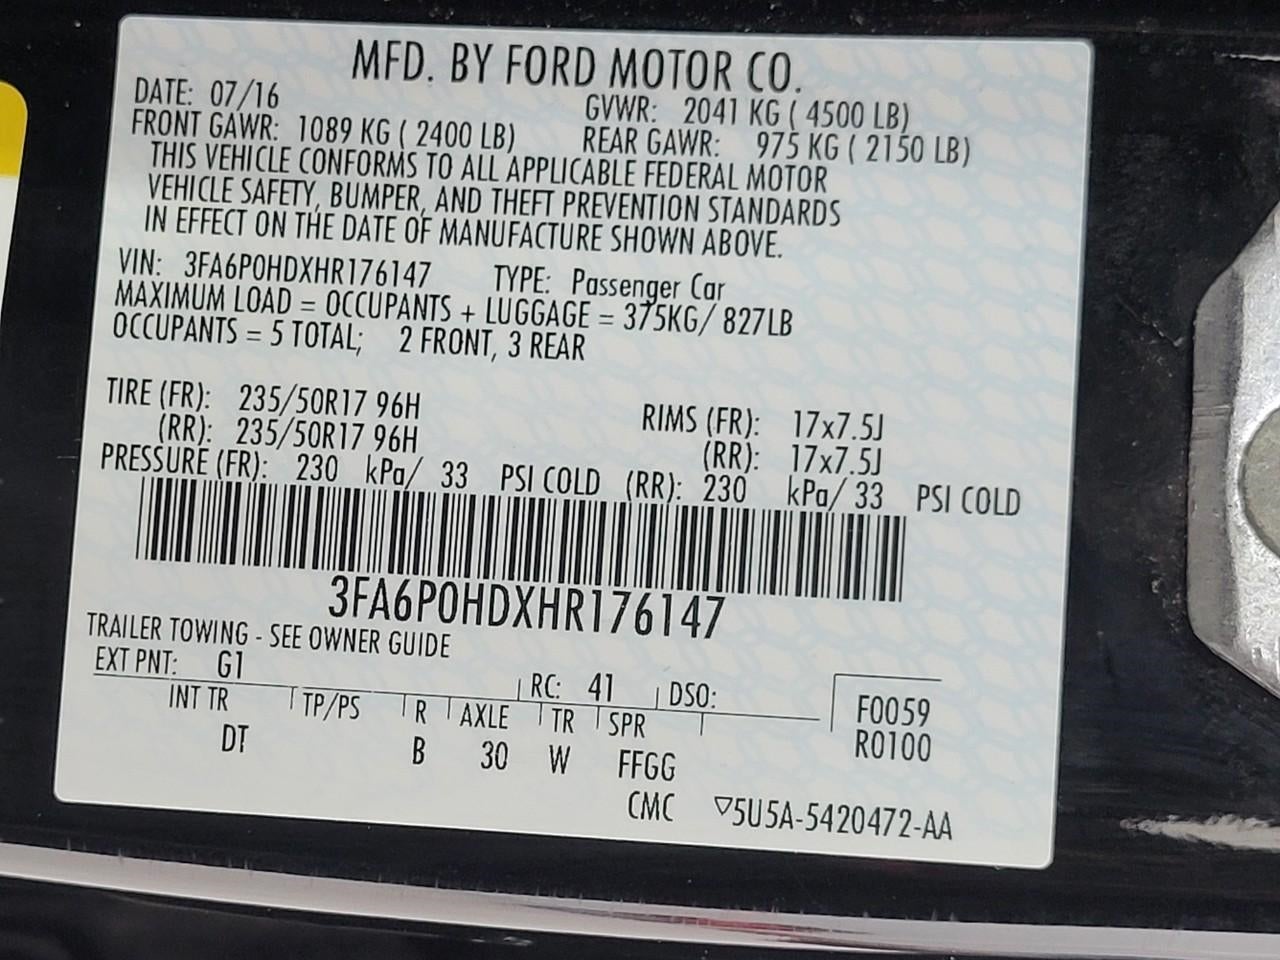 MFD. BY FORD MOTOR CO.
DATE: 07/16 GVWR: 2041 KG ( 4500 LB)
FRONT GAWR: 1089 KG ( 2400 LB) REAR GAWR: 975 KG ( 2150 LB)
THIS VEHICLE CONFORMS TO ALL APPLICABLE FEDERAL MOTOR
VEHICLE SAFETY, BUMPER, AND THEFT PREVENTION STANDARDS
IN EFFECT ON THE DATE OF MANUFACTURE SHOWN ABOVE.
VIN: 3FA6P0HDXHR176147 TYPE: Passenger Car
MAXIMUM LOAD = OCCUPANTS + LUGGAGE = 375KG/ 827LB
OCCUPANTS = 5 TOTAL; 2 FRONT, 3 REAR
TIRE (FR): 235/50R17 96H RIMS (FR): 17x7.5J
(RR): 235/50R17 96H (RR): 17x7.5J
PRESSURE (FR): 230 kPa/ 33 PSI COLD (RR): 230 kPa/ 33 PSI COLD
3FA6P0HDXHR176147
TRAILER TOWING - SEE OWNER GUIDE
EXT PNT: G1 RC: 41 DSO: F0059
INT TR TP/PS R AXLE TR SPR R0100
DT B 30 W FFGG
CMC ▽5U5A-5420472-AA